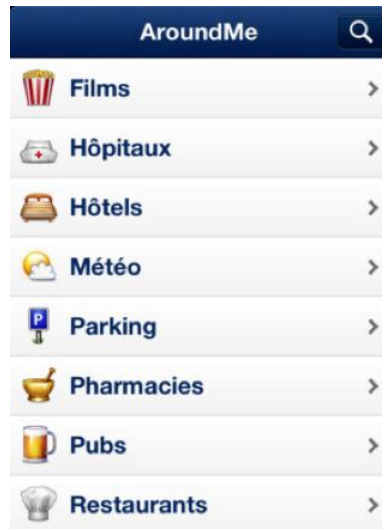 AroundMe
Films
Hôpitaux
Hôtels
Météo
P
Parking
Pharmacies
Pubs
Restaurants